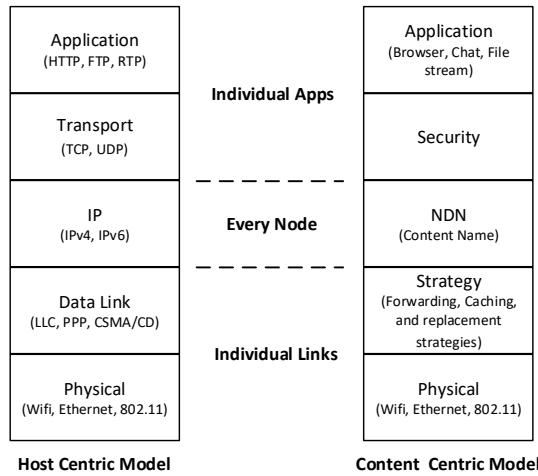 Application
(HTTP, FTP, RTP)
Transport
(TCP, UDP)
IP
(IPv4, IPv6)
Data Link
(LLC, PPP, CSMA/CD)
Physical
(Wifi, Ethernet, 802.11)
Host Centric Model
Individual Apps
Every Node
Individual Links
Application
(Browser, Chat, File
stream)
Security
NDN
(Content Name)
Strategy
(Forwarding, Caching,
and replacement
strategies)
Physical
(Wifi, Ethernet, 802.11)
Content Centric Model